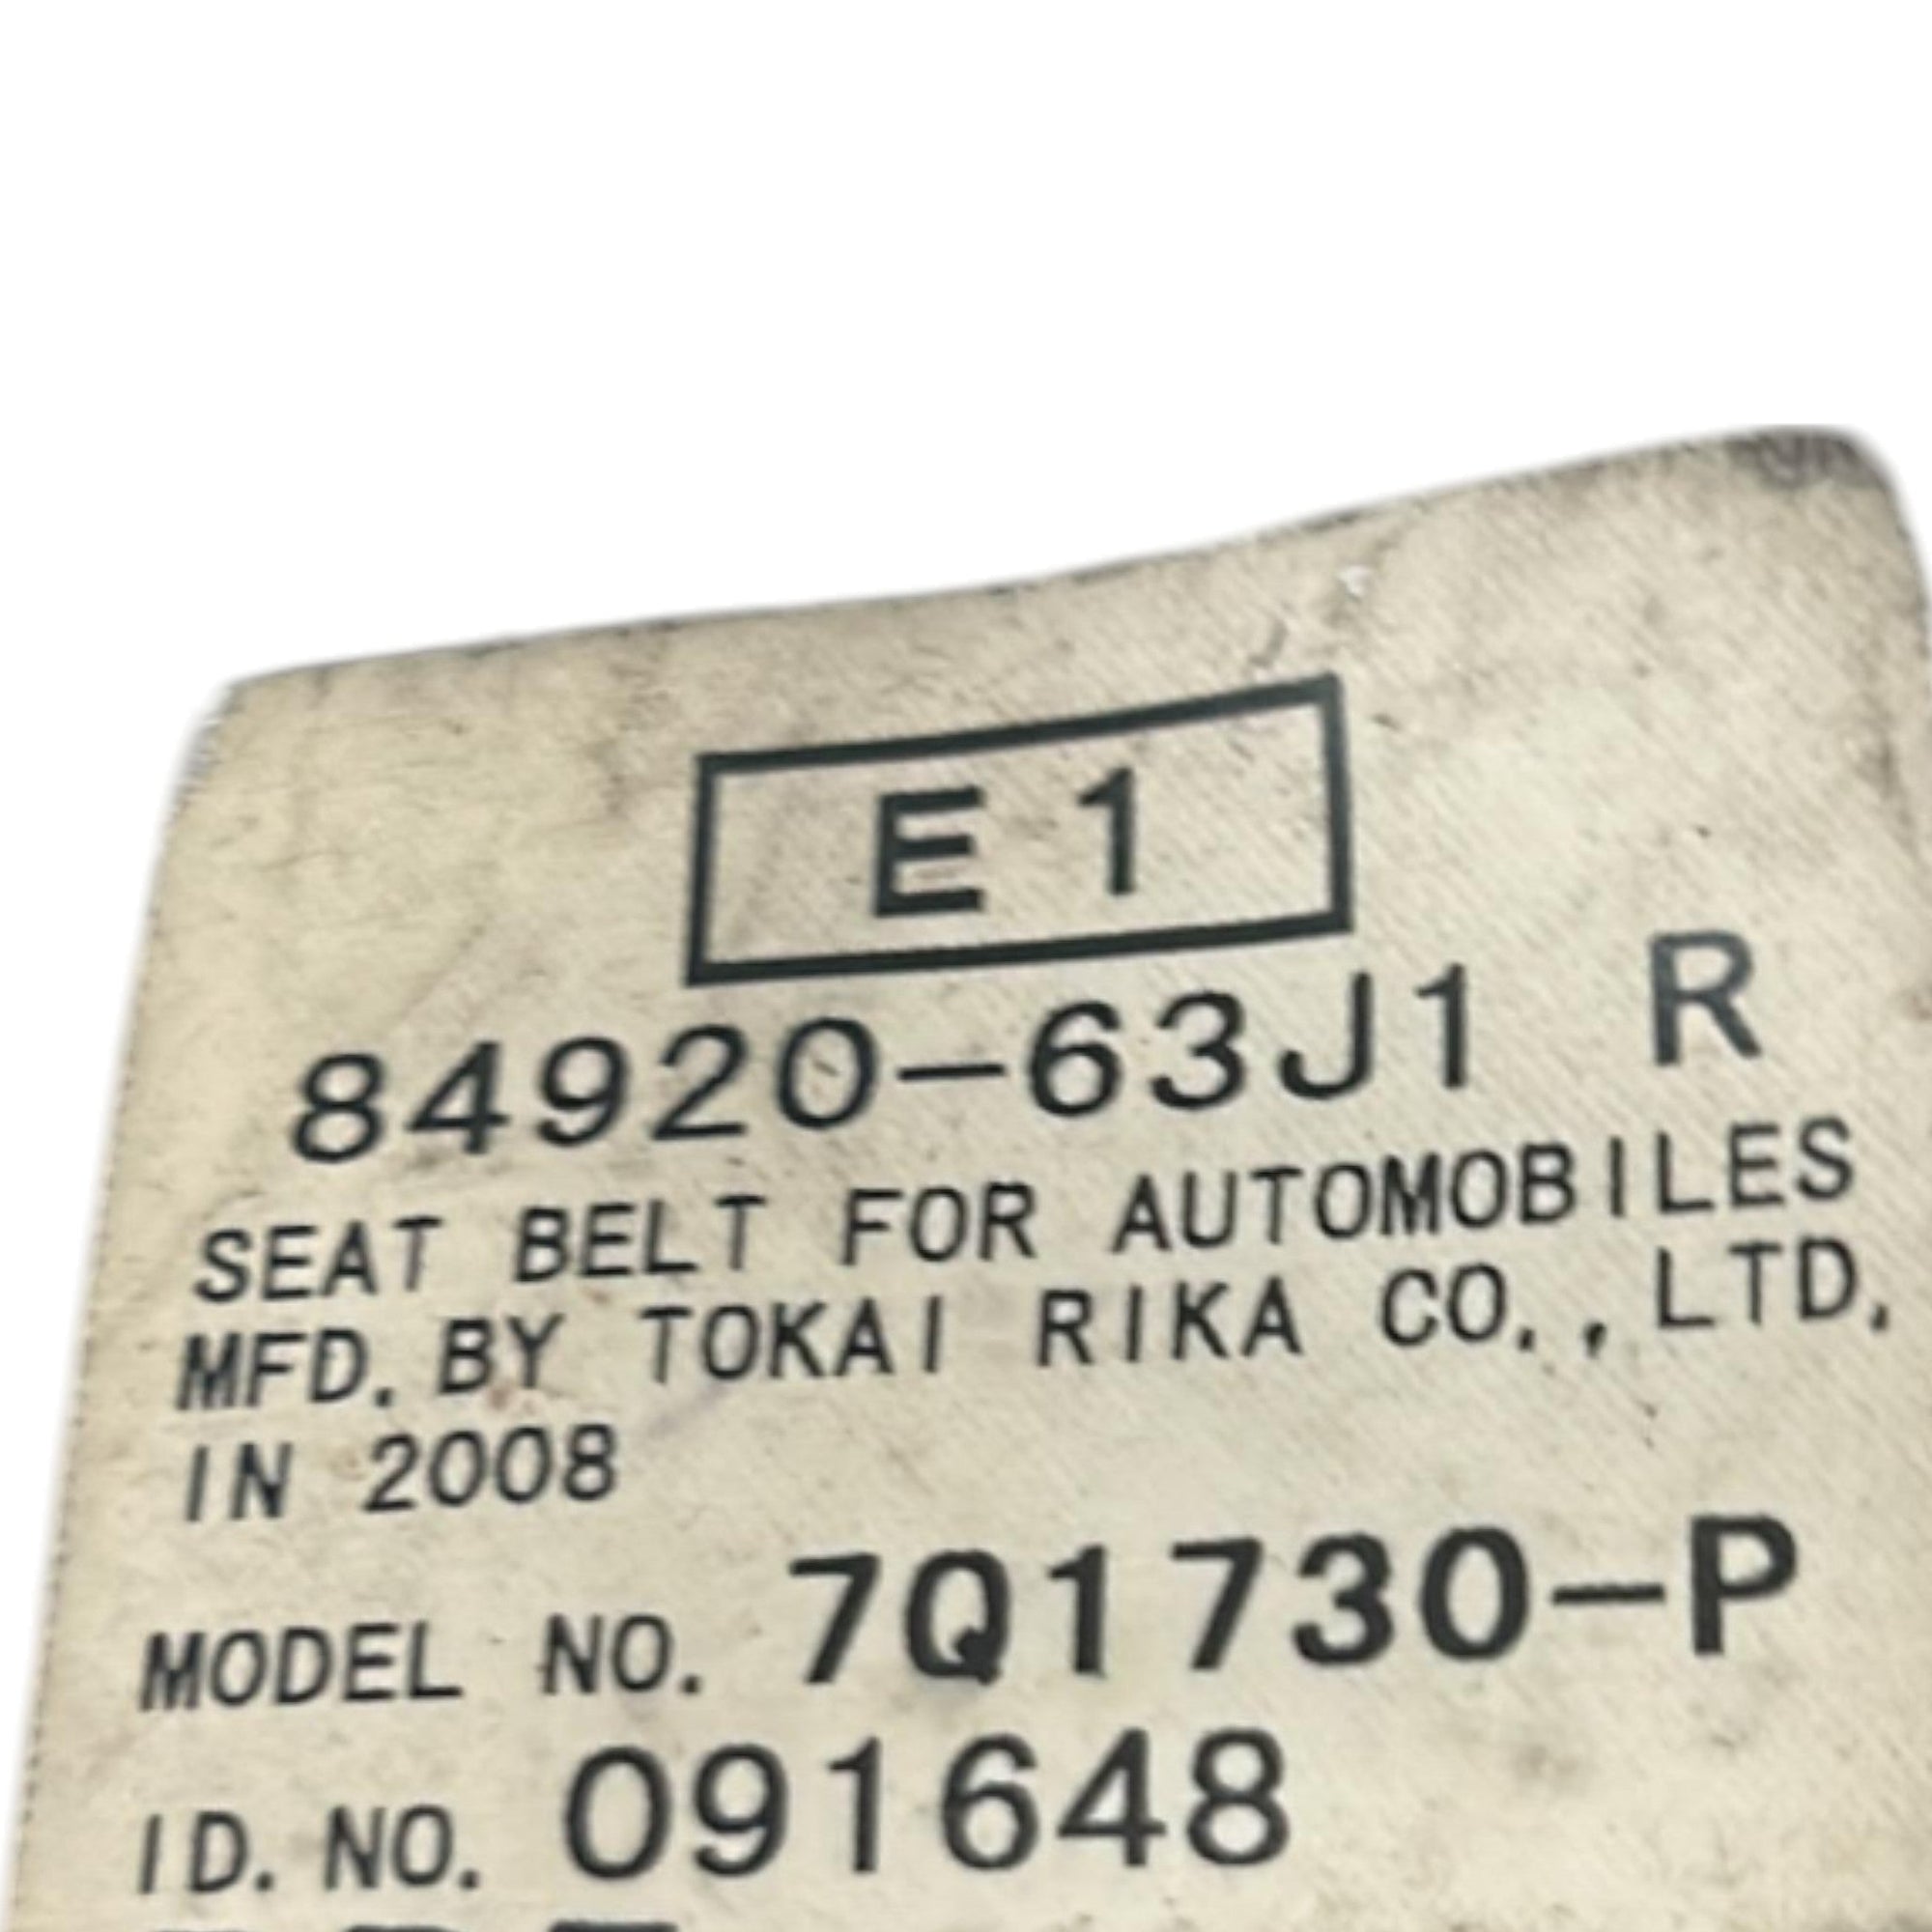 E1
84920-63J1 R
SEAT BELT FOR AUTOMOBILES
MFD. BY TOKAI RIKA CO., LTD.
IN 2008
MODEL NO. 7Q1730-P
ID. NO. 091648